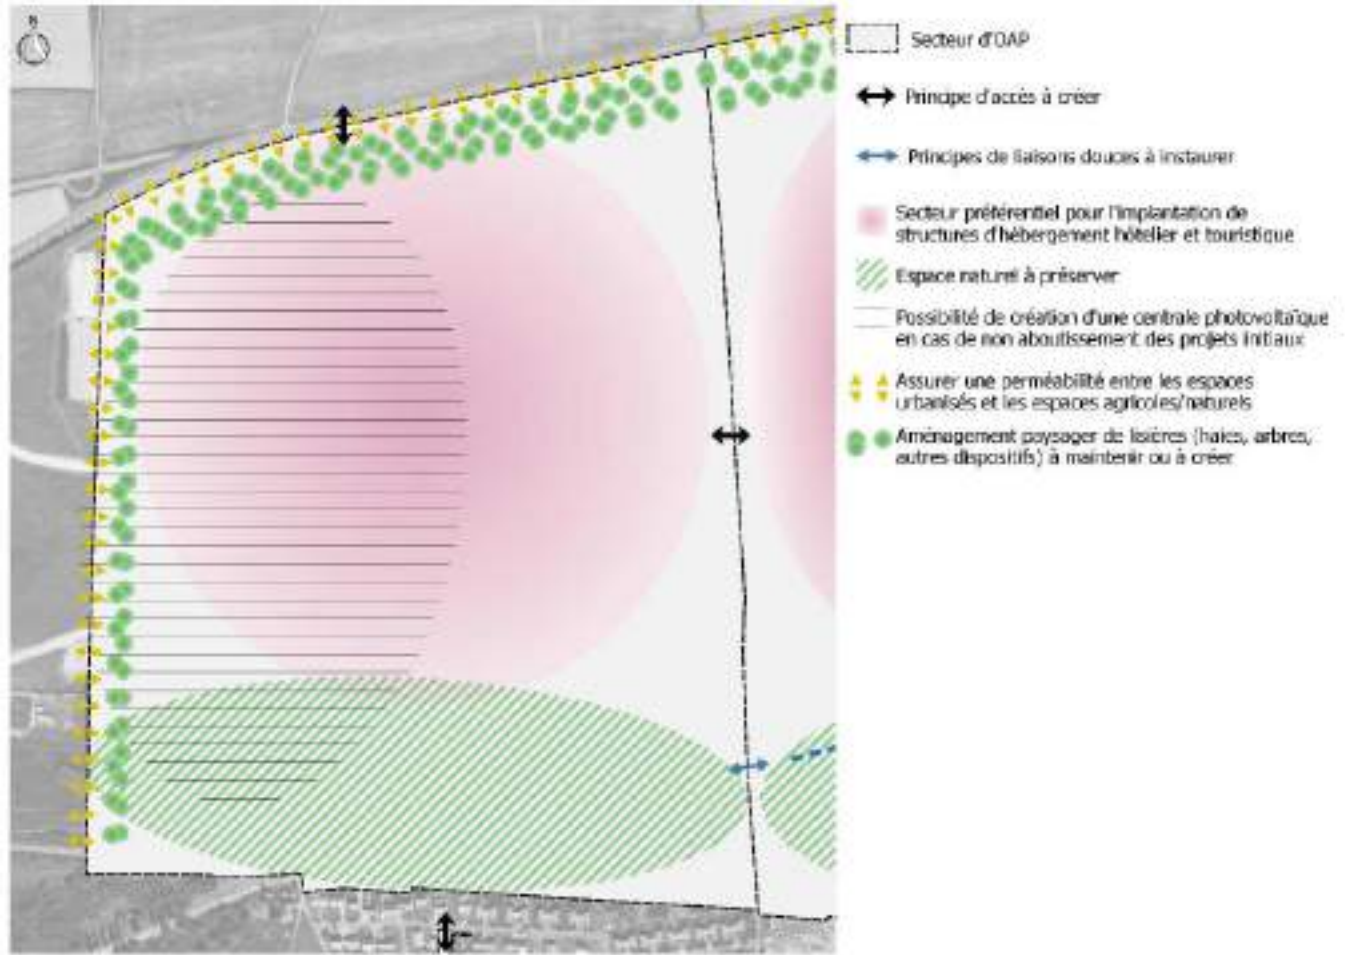 N
Secteur d'OAP
Principe d'accès à créer
Principes de liaisons douces à instaurer
Secteur préférentiel pour l'implantation de
structures d'hébergement hôtelier et touristique
Espace naturel à préserver
Possibilité de création d'une centrale photovoltaïque
en cas de non aboutissement des projets initiaux
Assurer une perméabilité entre les espaces
urbanisés et les espaces agricoles/naturels
Aménagement paysager de lisières (haies, arbres,
autres dispositifs) à maintenir ou à créer